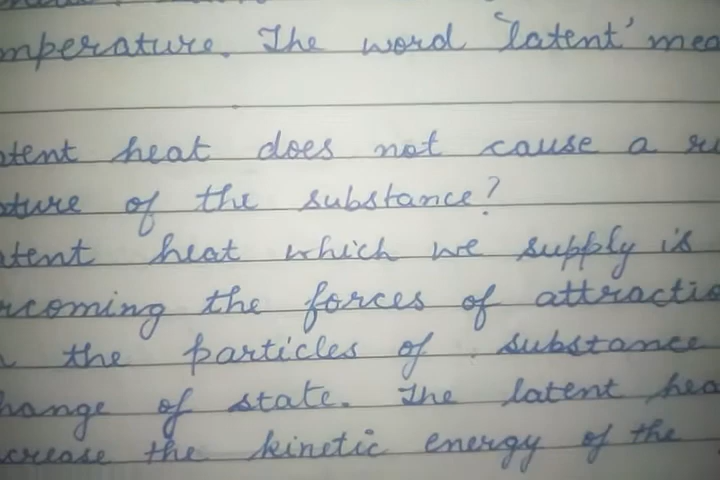 mperature. The word 'latent' mea
tent heat does not cause a
ture of the substance?
tent heat which we supply is
rcoming the forces of attractio
the particles of substance
hange of state. The latent hea
crease the kinetic energy of the